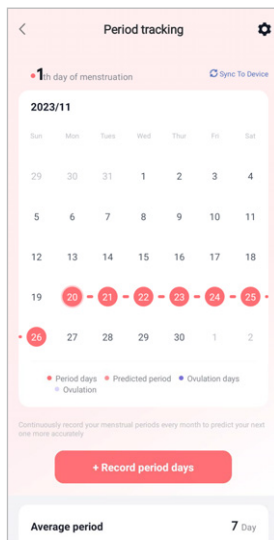 Period tracking
1th day of menstruation
Sync To Device
2023/11
Sun Mon Tues Wed Thur Fri Sat
29 30 31 1 2 3 4
5 6 7 8 9 10 11
12 13 14 15 16 17 18
19 20 21 22 23 24 25
26 27 28 29 30 1 2
Period days Predicted period Ovulation days
Ovulation
Continuously record your menstrual periods every month to predict your next
one more accurately
+ Record period days
Average period 7 Day